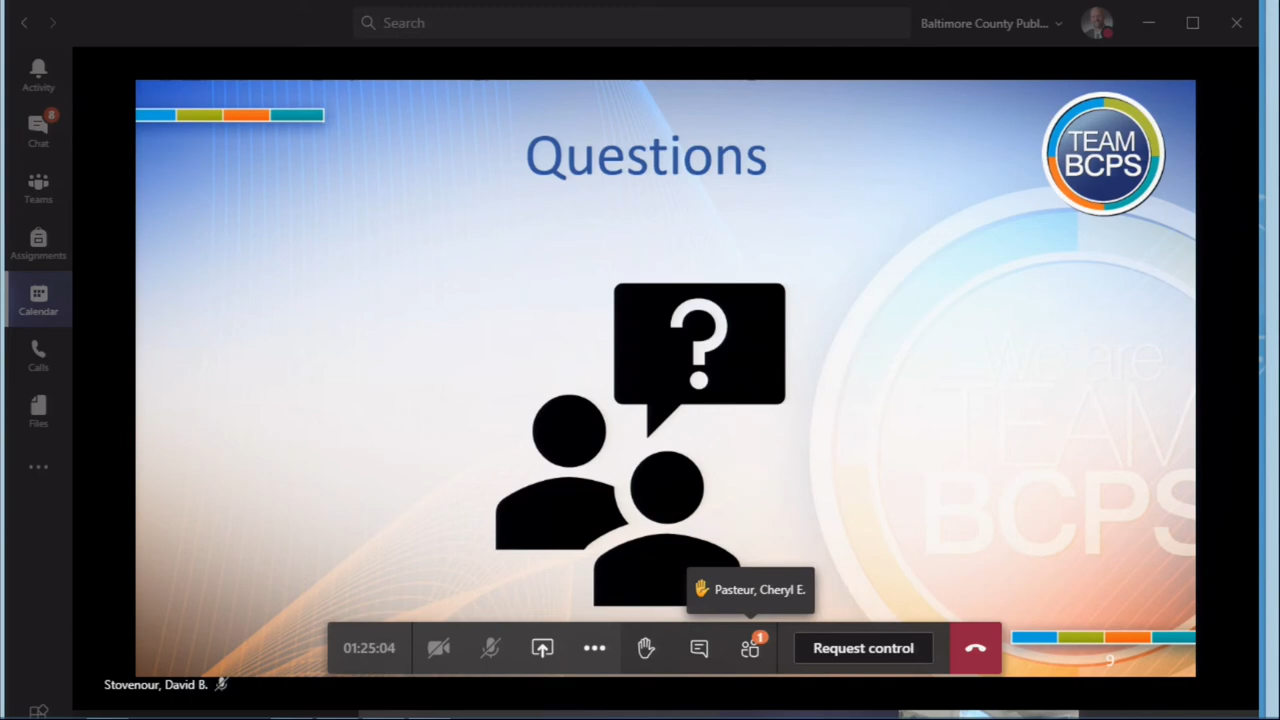 Search
Baltimore County Publ...
Activity
8
Chat
Teams
Assignments
Calendar
Calls
Files
Questions
TEAM
BCPS
?
We are
TEAM
BCPS
Pasteur, Cheryl E.
01:25:04
1
Request control
9
Stovenour, David B.